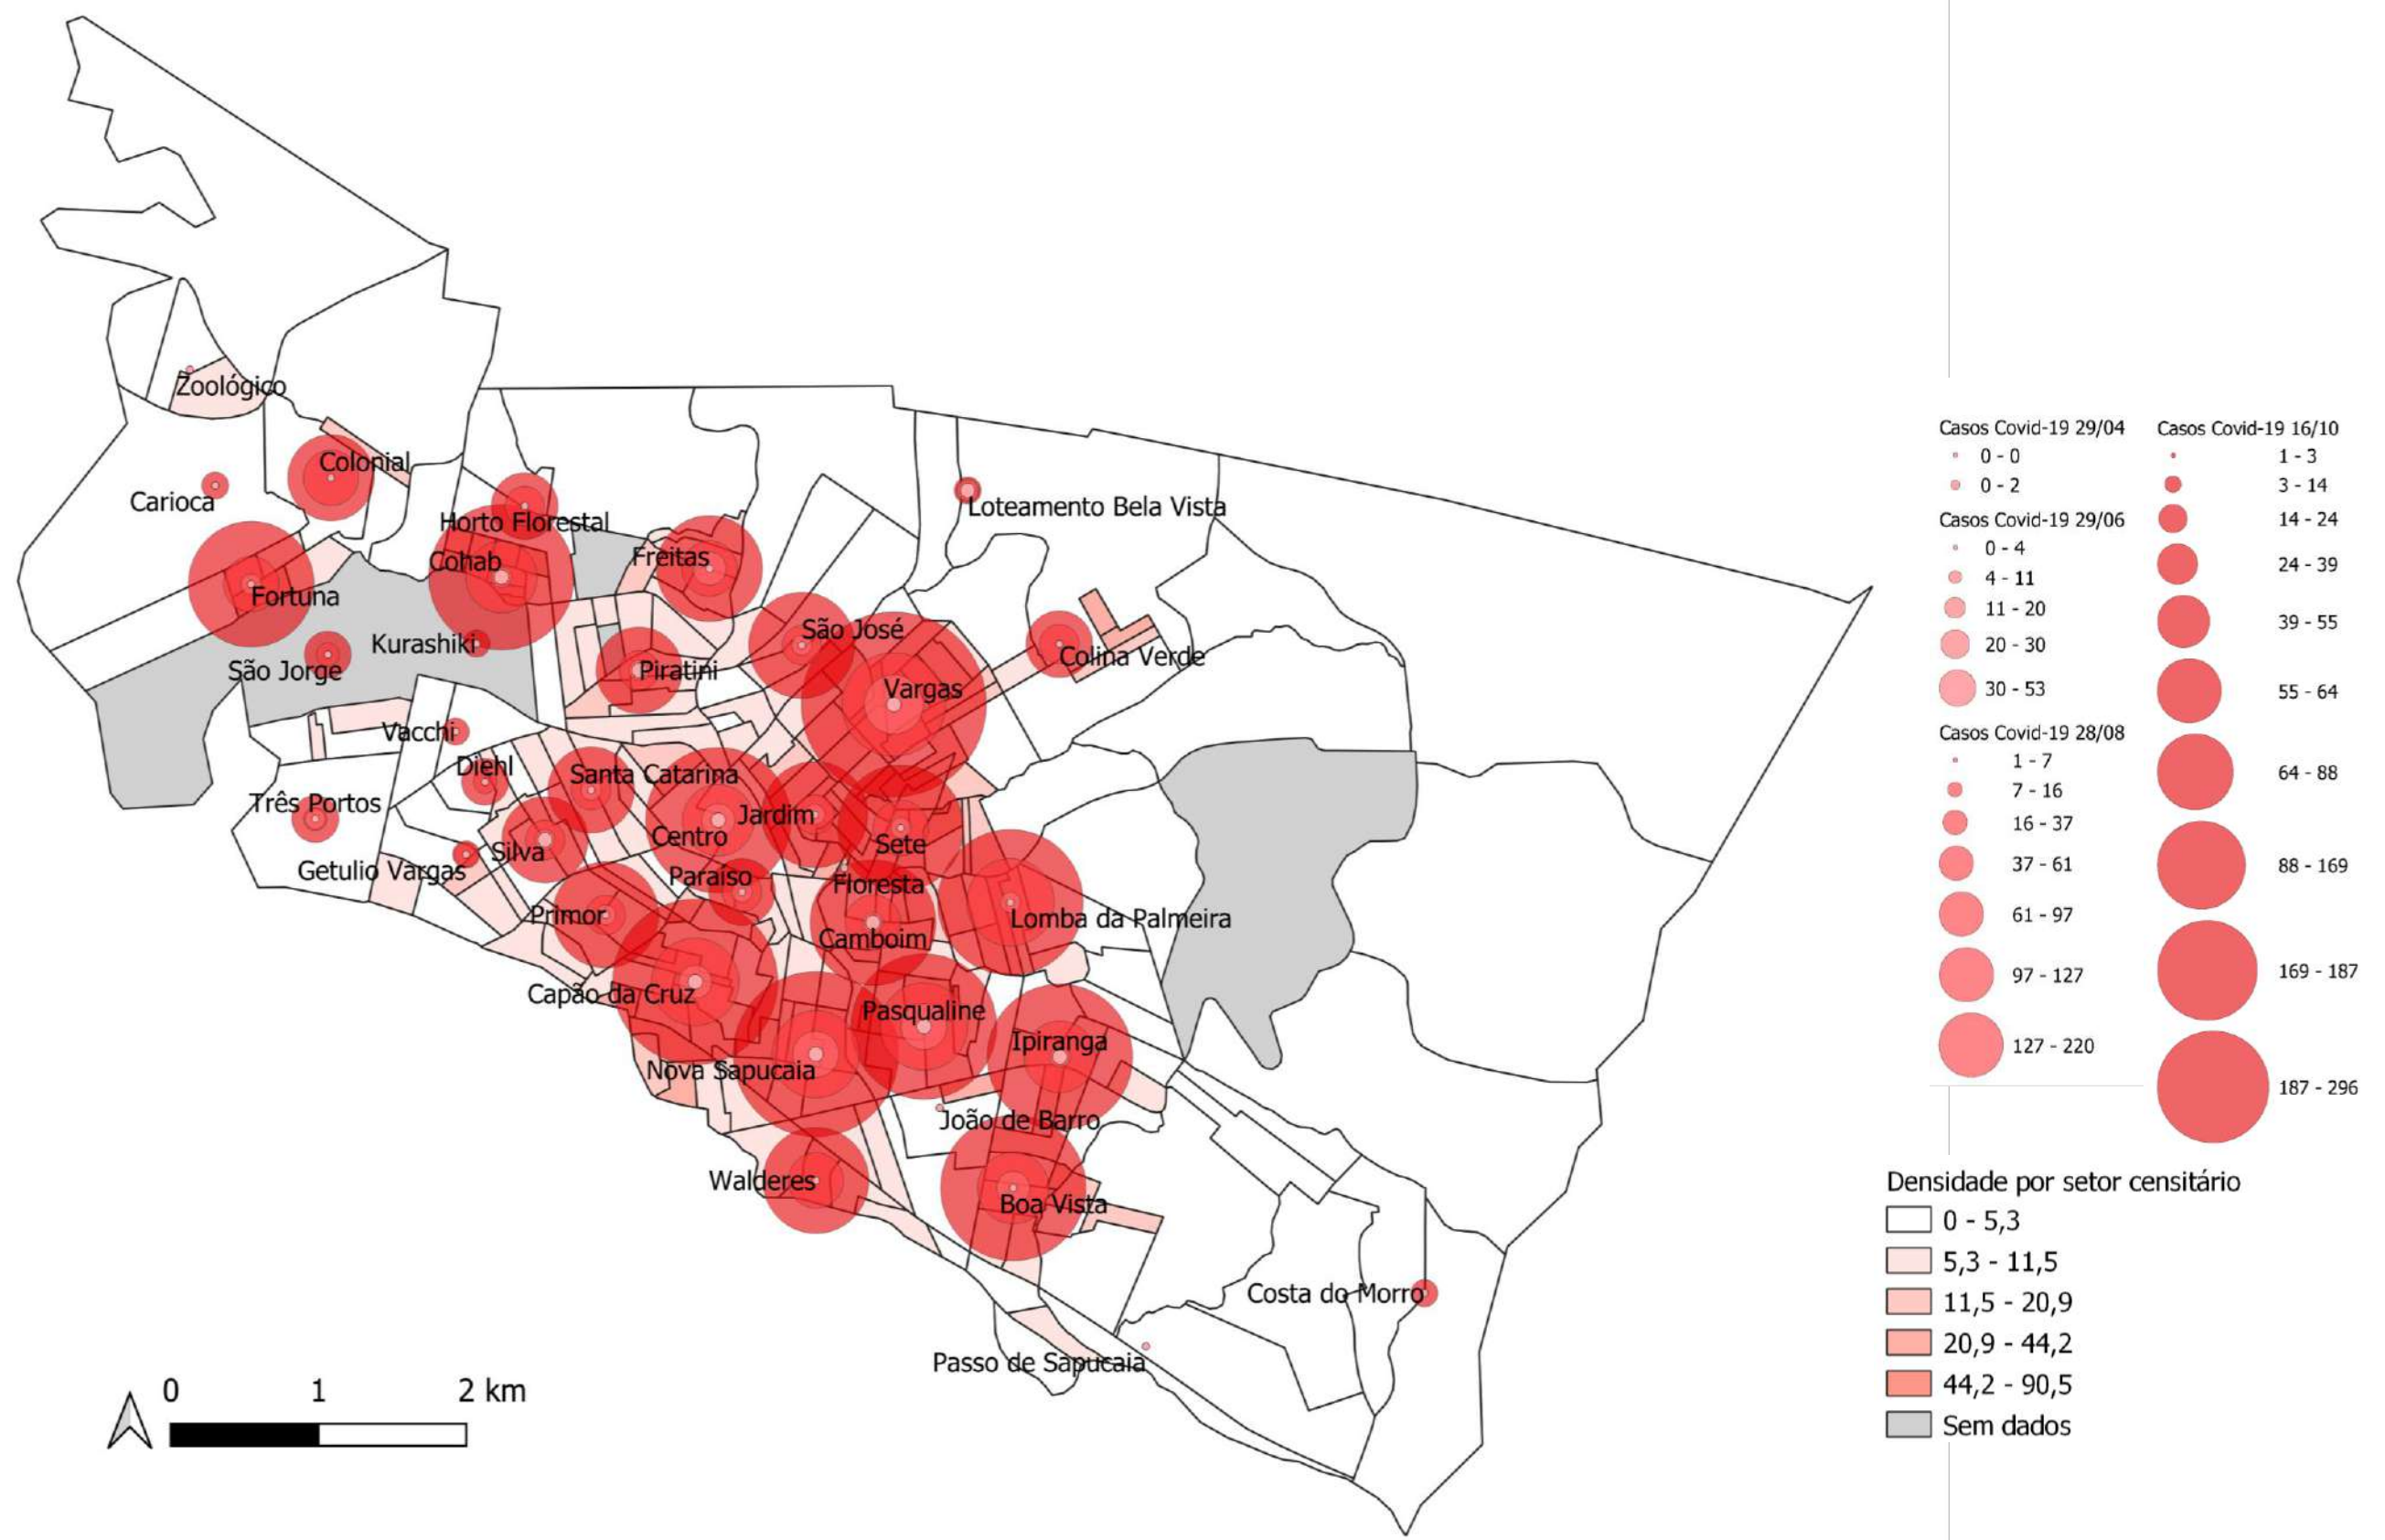 Zoológico
Colonial
Carioca
Loteamento Bela Vista
Horto Florestal
Cohab
Freitas
Fortuna
São José
Kurashiki
São Jorge
Piratini
Colina Verde
Vargas
Vacchi
Diehl
Santa Catarina
Três Portos
Jardim
Centro
Sete
Silva
Getulio Vargas
Paraíso
Floresta
Primor
Lomba da Palmeira
Camboim
Capão da Cruz
Pasqualine
Ipiranga
Nova Sapucaia
João de Barro
Walderes
Boa Vista
Costa do Morro
Passo de Sapucaia
0 1 2 km
Casos Covid-19 29/04
0 - 0
0 - 2
Casos Covid-19 29/06
0 - 4
4 - 11
11 - 20
20 - 30
30 - 53
Casos Covid-19 28/08
1 - 7
7 - 16
16 - 37
37 - 61
61 - 97
97 - 127
127 - 220
Casos Covid-19 16/10
1 - 3
3 - 14
14 - 24
24 - 39
39 - 55
55 - 64
64 - 88
88 - 169
169 - 187
187 - 296
Densidade por setor censitário
0 - 5,3
5,3 - 11,5
11,5 - 20,9
20,9 - 44,2
44,2 - 90,5
Sem dados